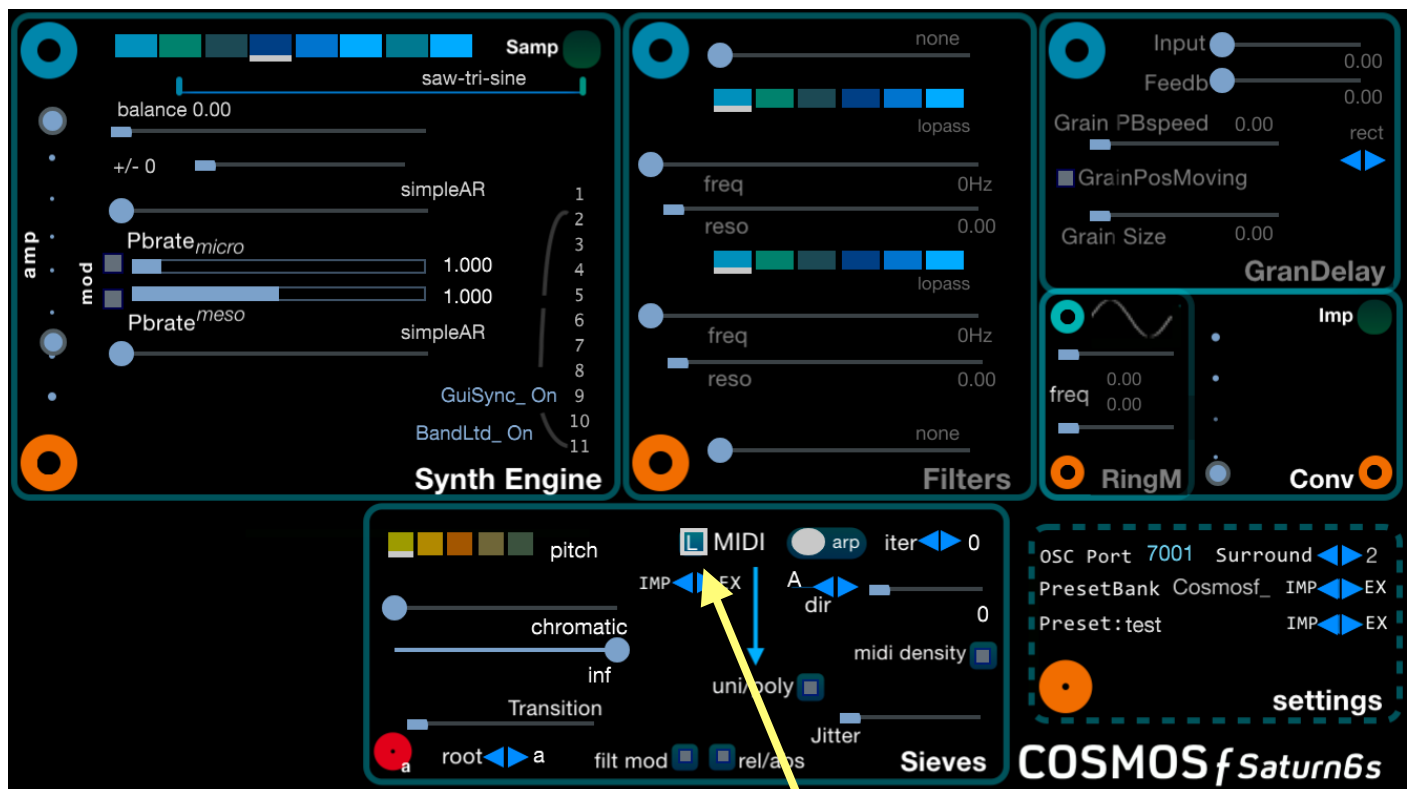 Samp
saw-tri-sine
balance 0.00
+/- 0
simpleAR
Pbrate micro
1.000
1.000
Pbrate meso
simpleAR
amp
mod
1
2
3
4
5
6
7
8
GuiSync_ On 9
10
BandLtd_ On
11
Synth Engine
none
lopass
freq 0Hz
reso 0.00
lopass
freq 0Hz
reso 0.00
none
Filters
Input
0.00
Feedb
0.00
Grain PBspeed 0.00
rect
GrainPosMoving
Grain Size 0.00
GranDelay
freq 0.00
0.00
RingM
Imp
Conv
pitch
chromatic
inf
Transition
a
root a
L MIDI
IMP EX
uni/poly
filt mod
rel/abs
arp
iter 0
A
dir
0
midi density
Jitter
Sieves
OSC Port 7001 Surround 2
PresetBank Cosmosf_ IMP EX
Preset: test IMP EX
settings
COSMOS f Saturn6s